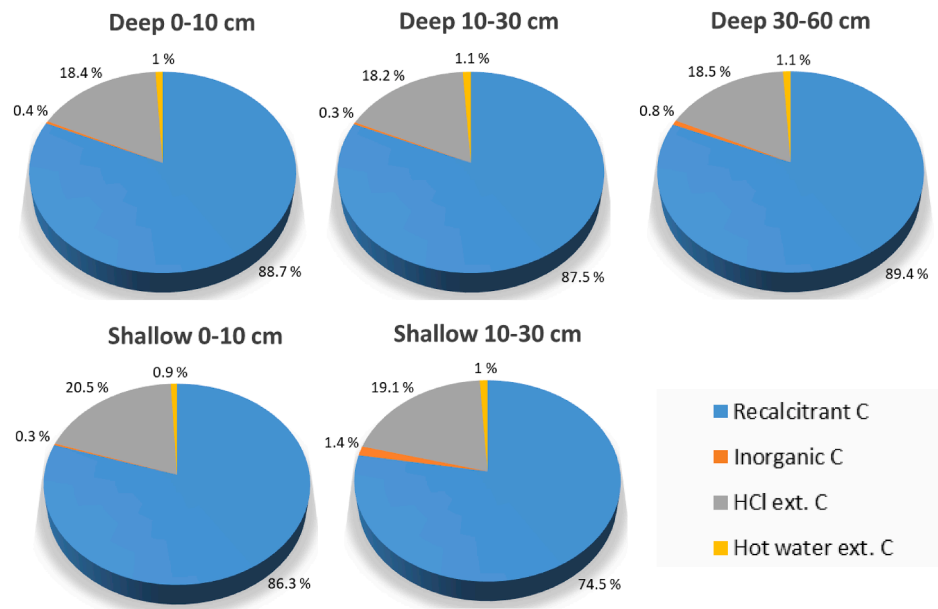 Deep 0-10 cm
1 %
18.4 %
0.4 %
88.7 %
Deep 10-30 cm
1.1 %
18.2 %
0.3 %
87.5 %
Deep 30-60 cm
1.1 %
18.5 %
0.8 %
89.4 %
Shallow 0-10 cm
0.9 %
20.5 %
0.3 %
86.3 %
Shallow 10-30 cm
1 %
19.1 %
1.4 %
74.5 %
Recalcitrant C
Inorganic C
HCl ext. C
Hot water ext. C